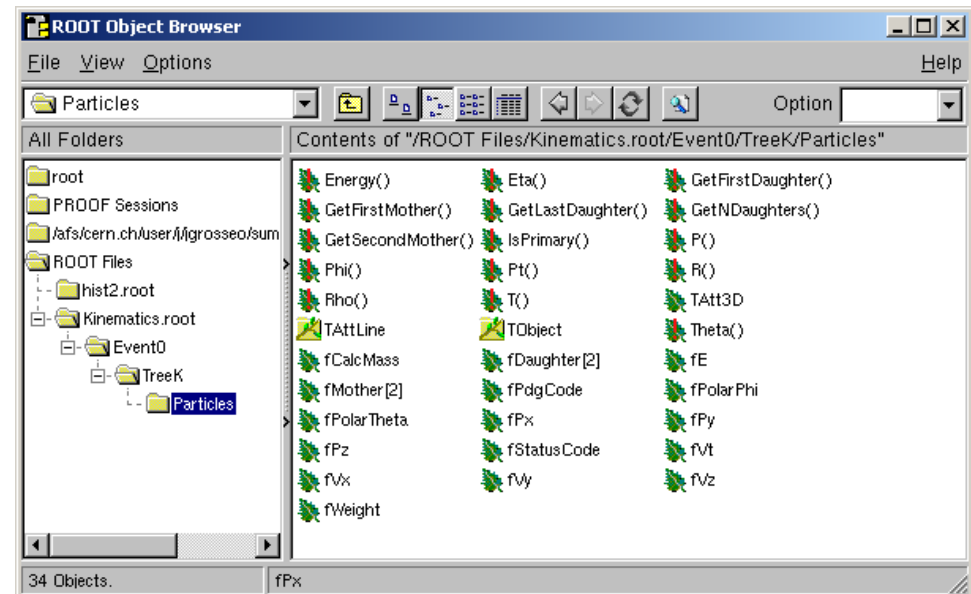 ROOT Object Browser
File View Options Help
Particles Option
All Folders
Contents of "/ROOT Files/Kinematics.root/Event0/TreeK/Particles"
root
PROOF Sessions
/afs/cern.ch/user/j/jgrosseo/sum
ROOT Files
hist2.root
Kinematics.root
Event0
TreeK
Particles
Energy() Eta() GetFirstDaughter()
GetFirstMother() GetLastDaughter() GetNDaughters()
GetSecondMother() IsPrimary() P()
Phi() Pt() R()
Rho() T() TAtt3D
TAttLine TObject Theta()
fCalcMass fDaughter[2] fE
fMother[2] fPdgCode fPolarPhi
fPolarTheta fPx fPy
fPz fStatusCode fVt
fVx fVy fVz
fWeight
34 Objects. fPx